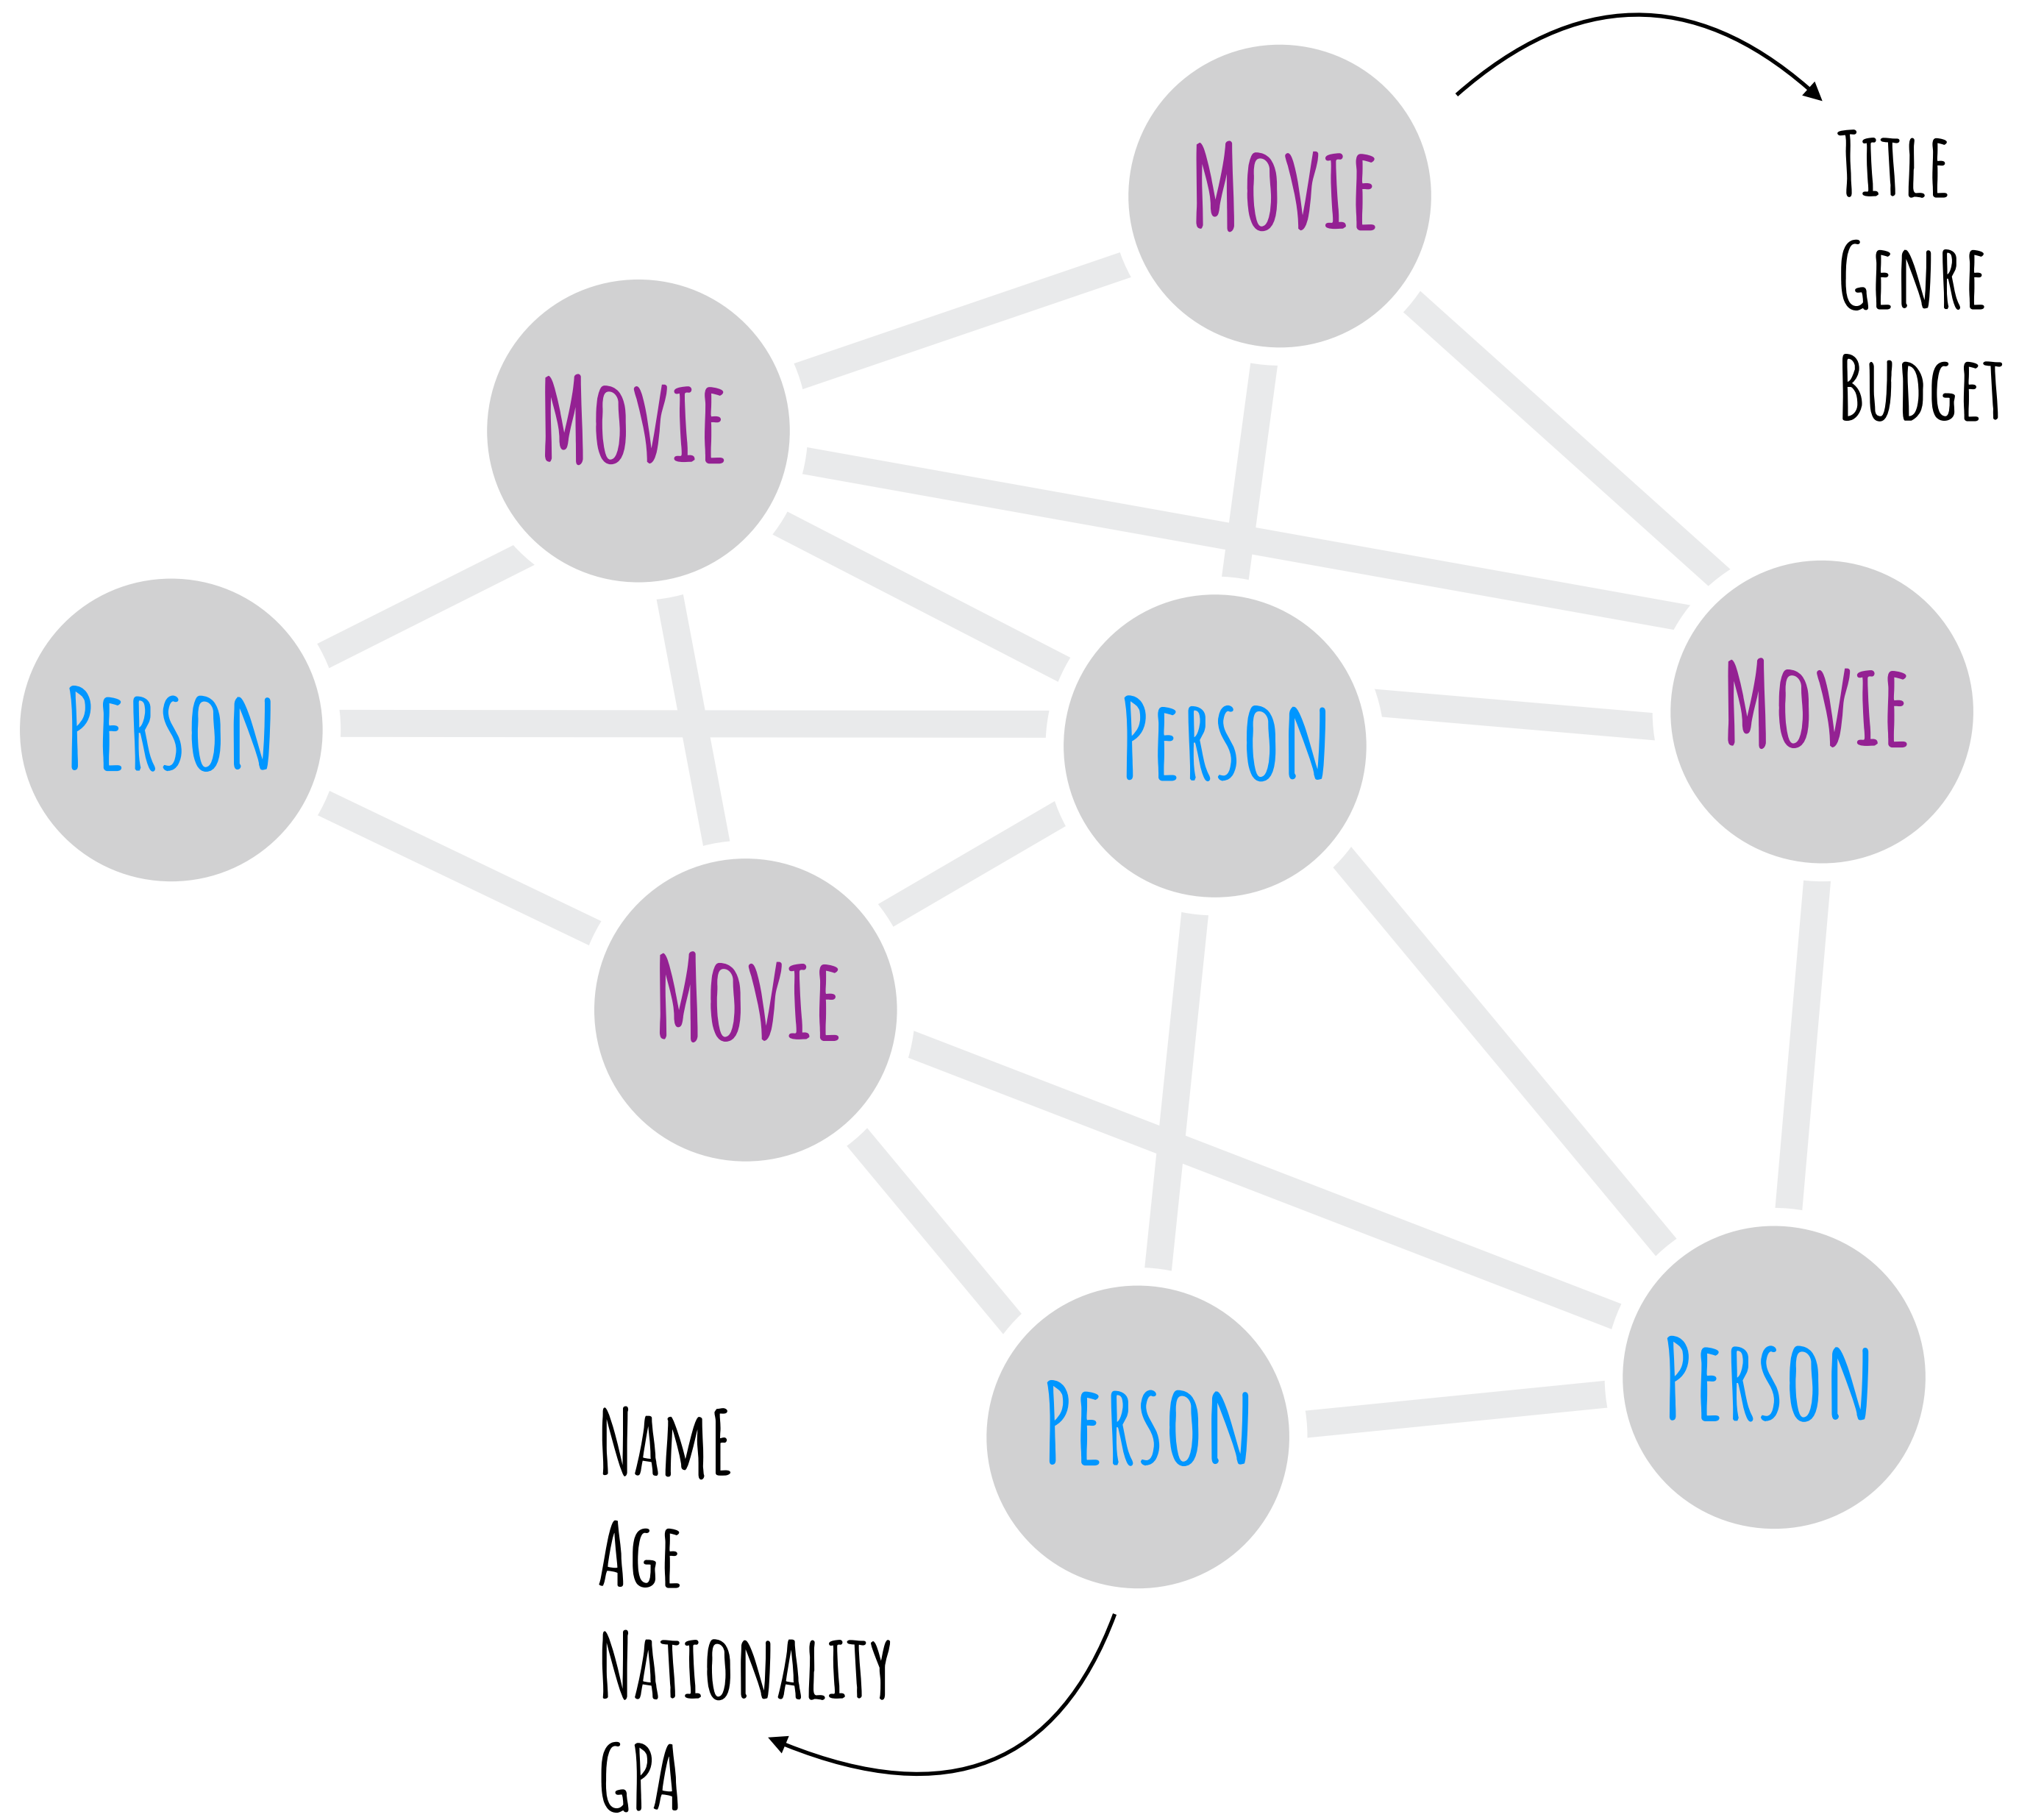 Movie
Title
Genre
Budget
Movie
Person
Person
Movie
Movie
Person
Person
Name
Age
Nationality
GPA